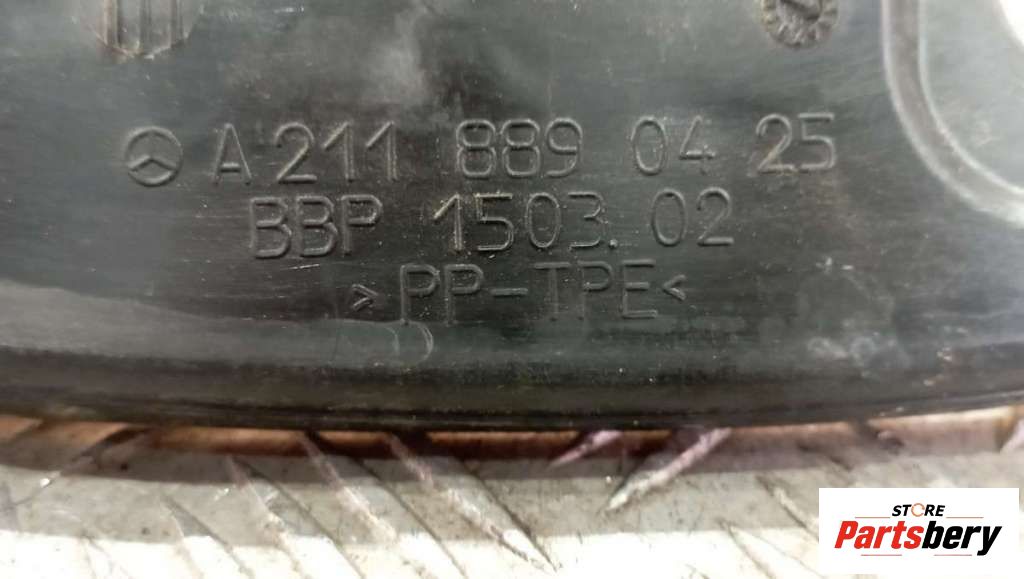 A 211 889 04 25
BBP 1503.02
>PP-TPE<
STORE
Partsbery